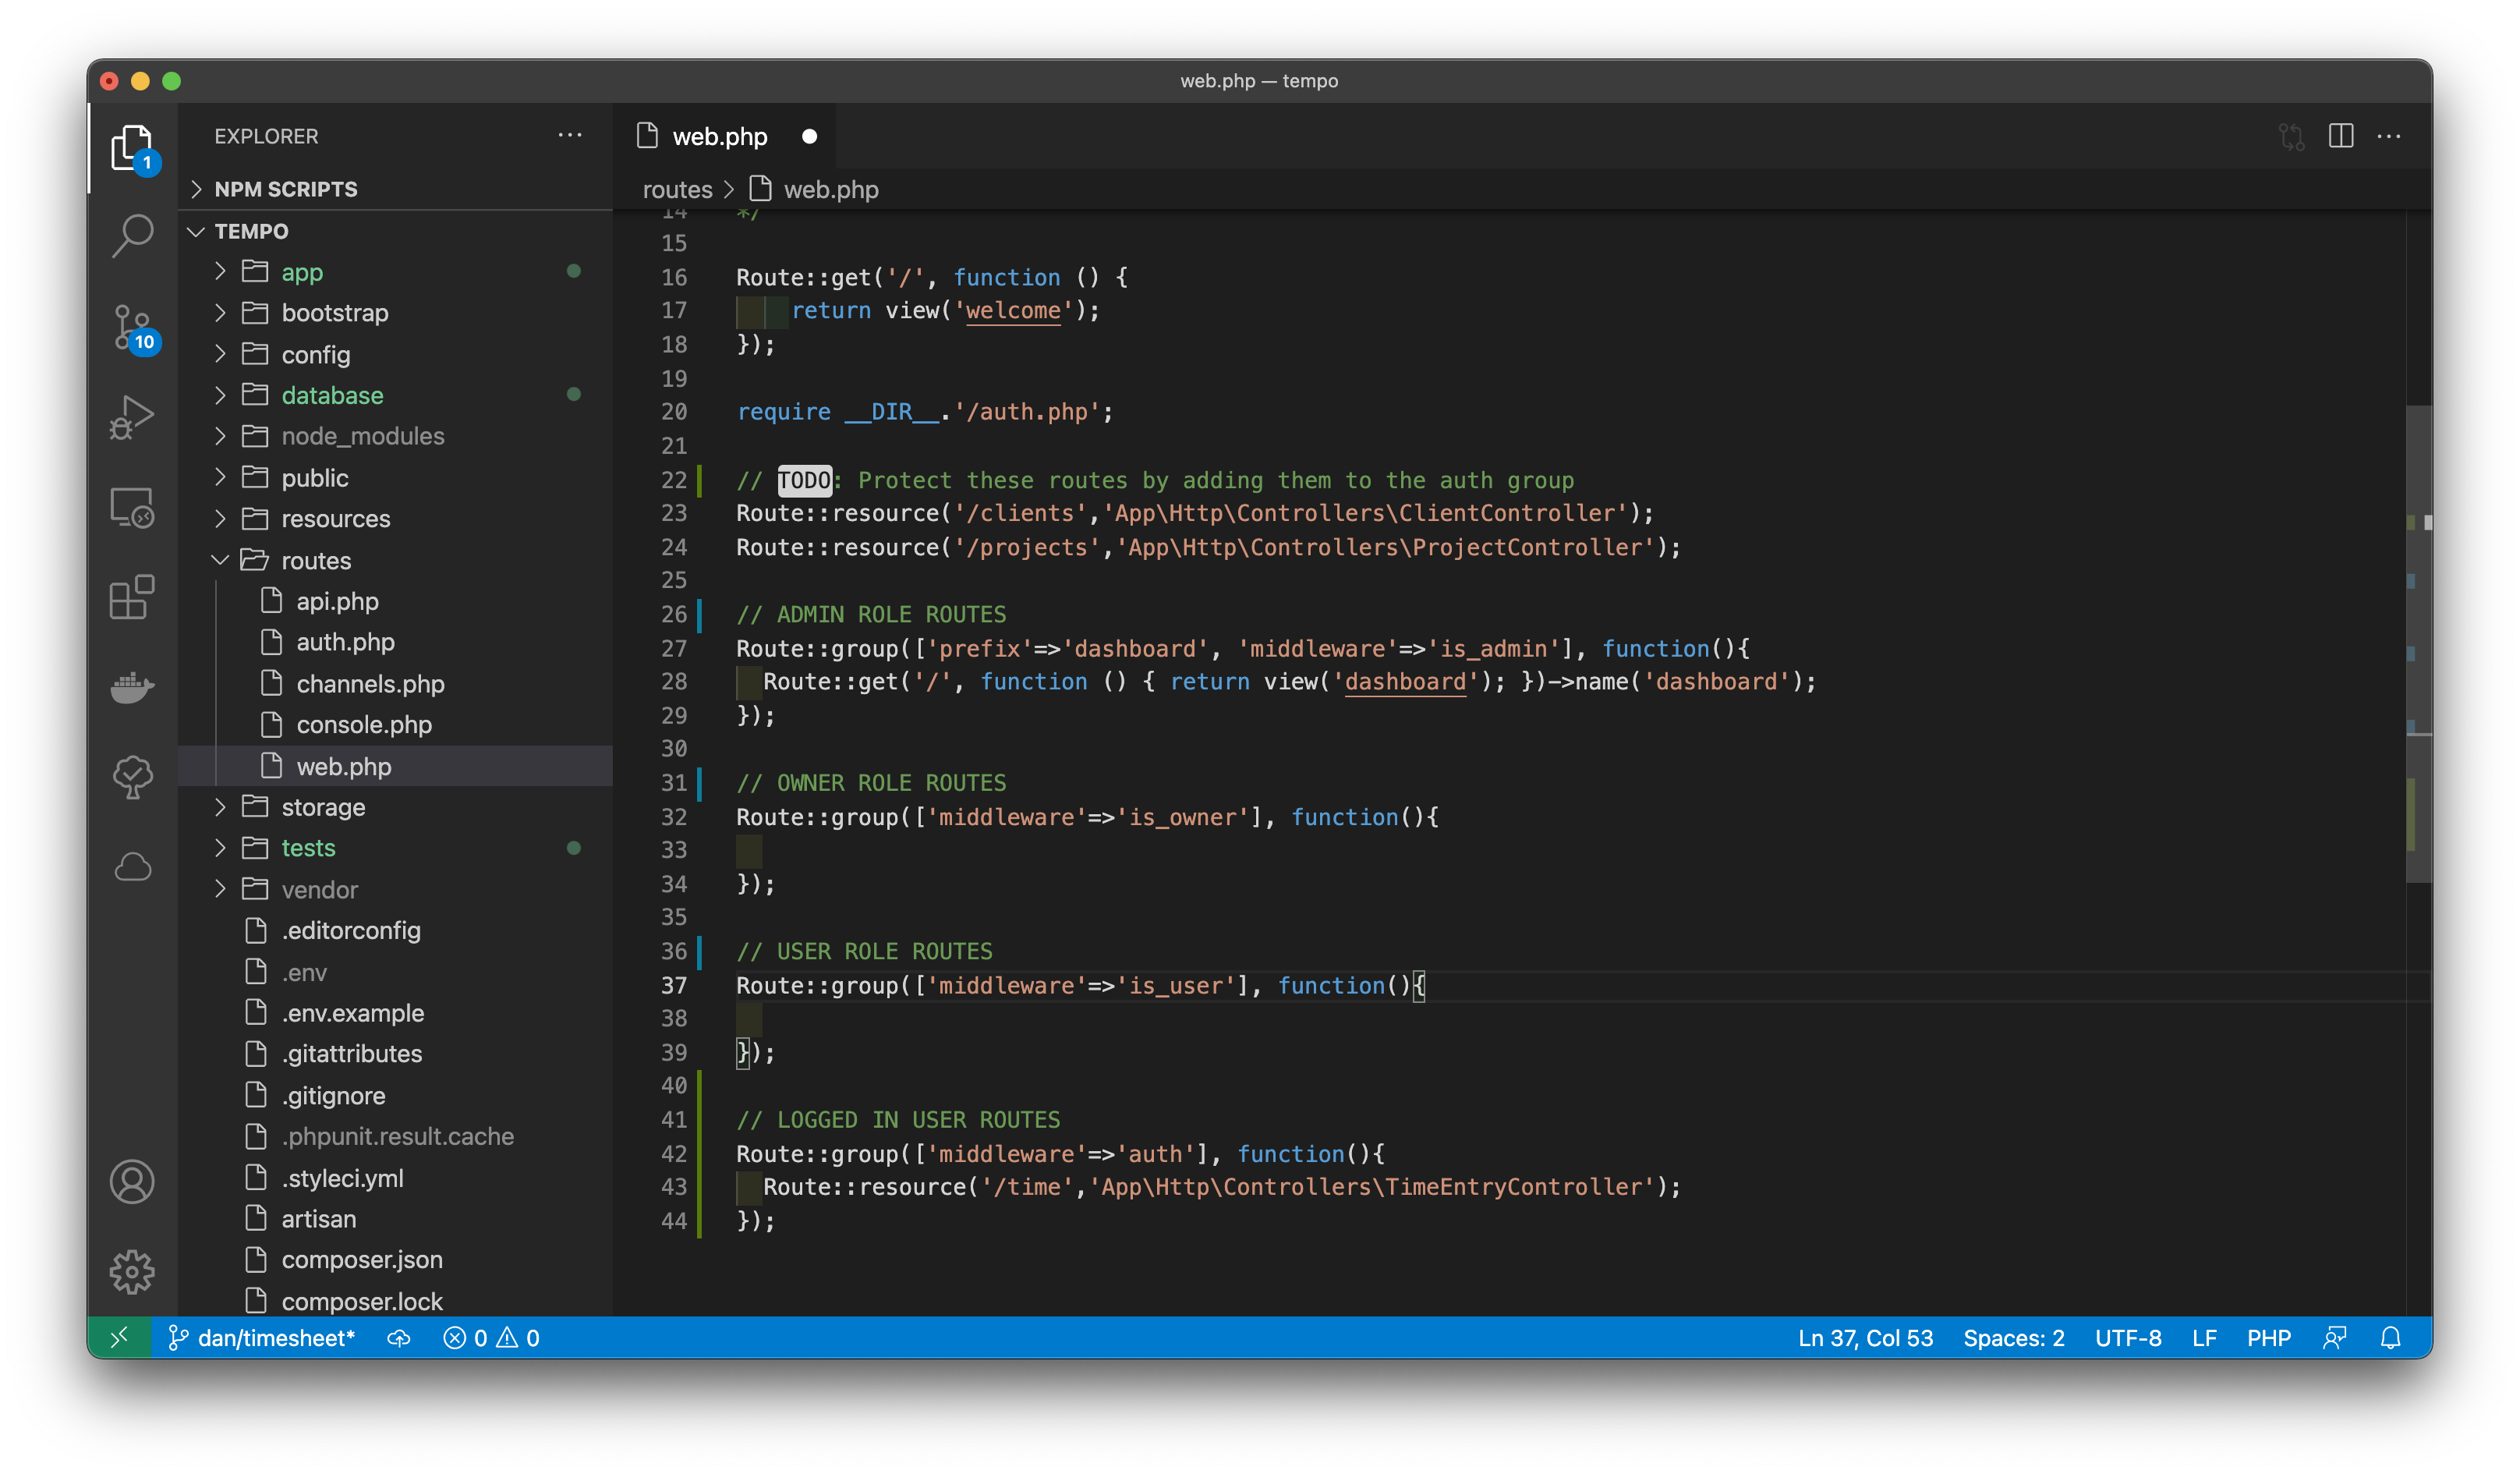 web.php — tempo
EXPLORER
NPM SCRIPTS
TEMPO
app
bootstrap
config
database
node_modules
public
resources
routes
api.php
auth.php
channels.php
console.php
web.php
storage
tests
vendor
.editorconfig
.env
.env.example
.gitattributes
.gitignore
.phpunit.result.cache
.styleci.yml
artisan
composer.json
composer.lock
1
10
web.php
routes > web.php
14 */
15
16 Route::get('/', function () {
17 return view('welcome');
18 });
19
20 require __DIR__.'/auth.php';
21
22 // TODO: Protect these routes by adding them to the auth group
23 Route::resource('/clients','App\Http\Controllers\ClientController');
24 Route::resource('/projects','App\Http\Controllers\ProjectController');
25
26 // ADMIN ROLE ROUTES
27 Route::group(['prefix'=>'dashboard', 'middleware'=>'is_admin'], function(){
28 Route::get('/', function () { return view('dashboard'); })->name('dashboard');
29 });
30
31 // OWNER ROLE ROUTES
32 Route::group(['middleware'=>'is_owner'], function(){
33
34 });
35
36 // USER ROLE ROUTES
37 Route::group(['middleware'=>'is_user'], function(){
38
39 });
40
41 // LOGGED IN USER ROUTES
42 Route::group(['middleware'=>'auth'], function(){
43 Route::resource('/time','App\Http\Controllers\TimeEntryController');
44 });
dan/timesheet* 0 0 Ln 37, Col 53 Spaces: 2 UTF-8 LF PHP